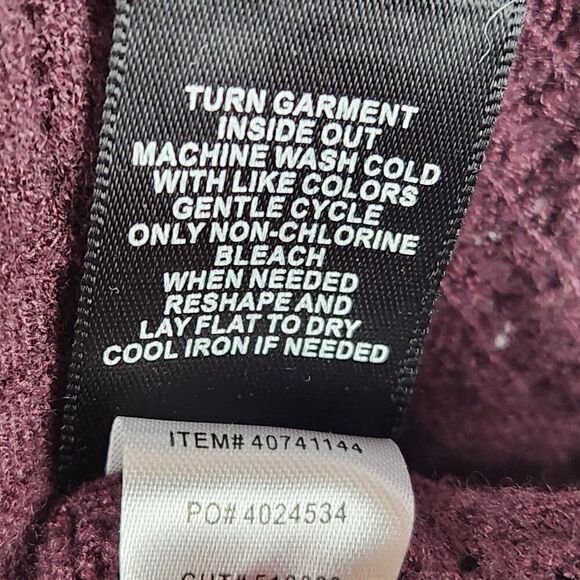 TURN GARMENT
INSIDE OUT
MACHINE WASH COLD
WITH LIKE COLORS
GENTLE CYCLE
ONLY NON-CHLORINE
BLEACH
WHEN NEEDED
RESHAPE AND
LAY FLAT TO DRY
COOL IRON IF NEEDED
ITEM# 40741144
PO# 4024534